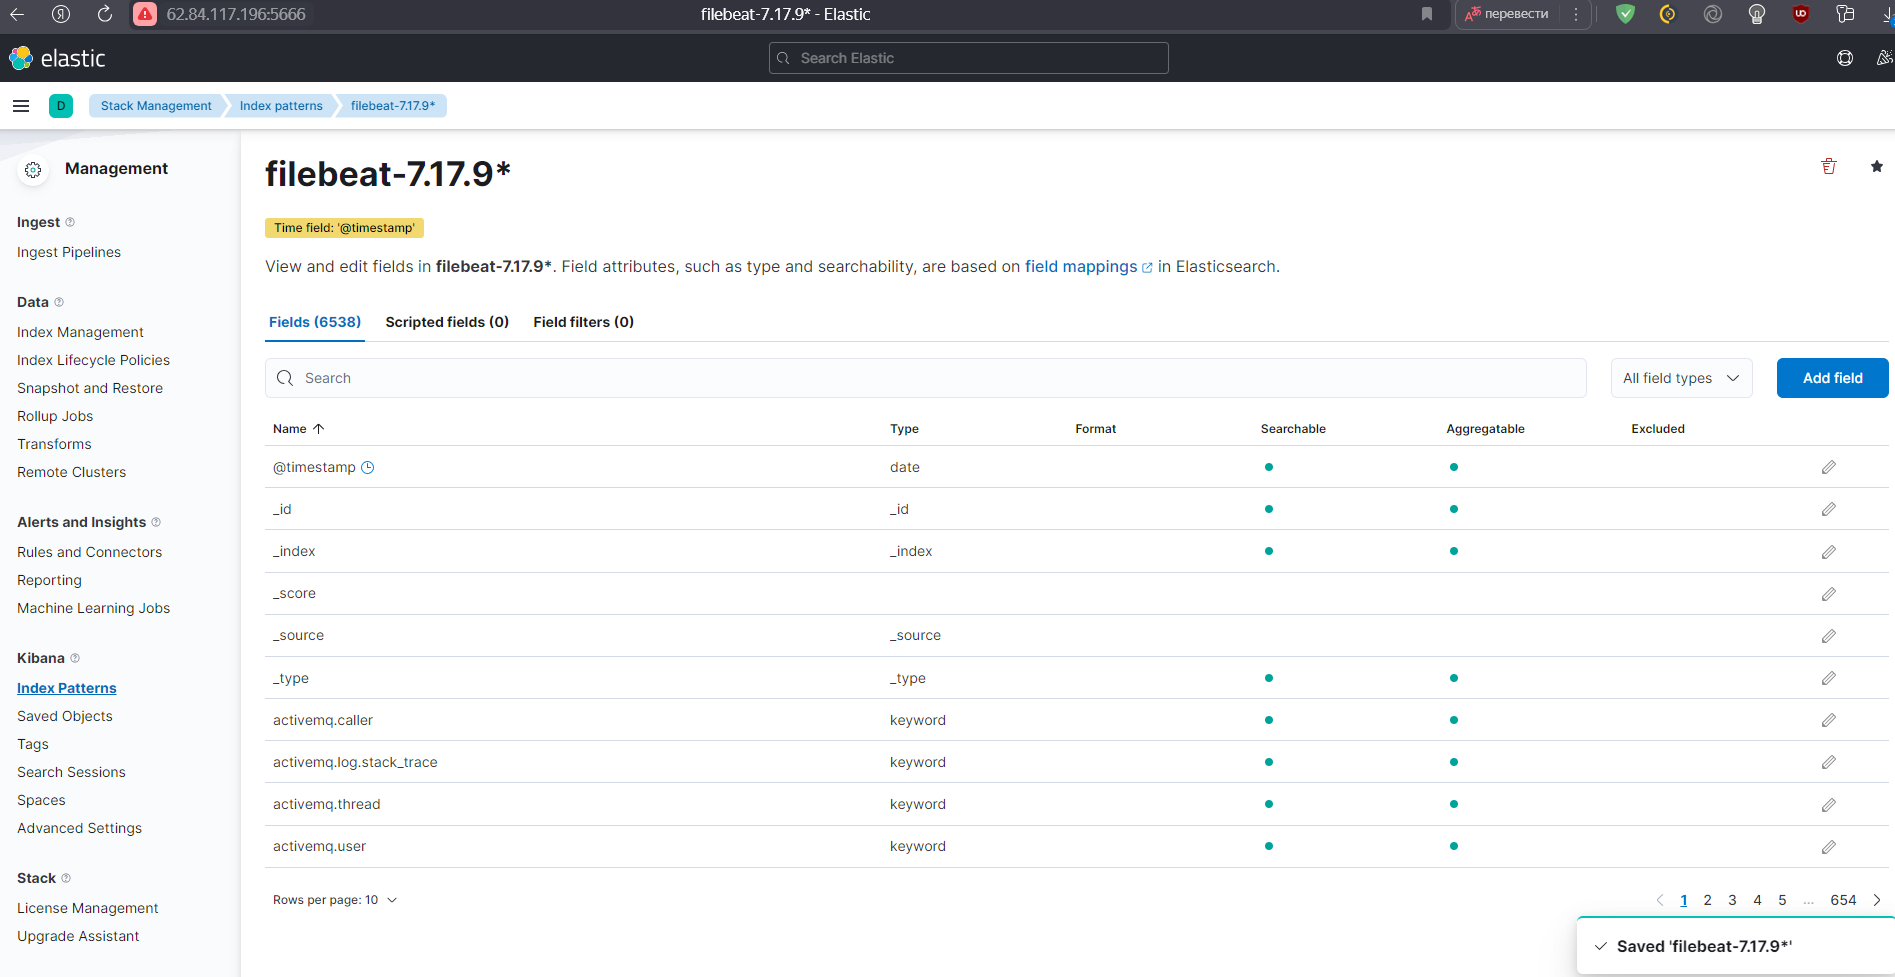 62.84.117.196:5666
filebeat-7.17.9* - Elastic
перевести
elastic
Search Elastic
D
Stack Management
Index patterns
filebeat-7.17.9*
Management
Ingest
Ingest Pipelines
Data
Index Management
Index Lifecycle Policies
Snapshot and Restore
Rollup Jobs
Transforms
Remote Clusters
Alerts and Insights
Rules and Connectors
Reporting
Machine Learning Jobs
Kibana
Index Patterns
Saved Objects
Tags
Search Sessions
Spaces
Advanced Settings
Stack
License Management
Upgrade Assistant
filebeat-7.17.9*
Time field: '@timestamp'
View and edit fields in filebeat-7.17.9*. Field attributes, such as type and searchability, are based on field mappings in Elasticsearch.
Fields (6538) Scripted fields (0) Field filters (0)
Search
All field types
Add field
Name Type Format Searchable Aggregatable Excluded
@timestamp date
_id _id
_index _index
_score
_source _source
_type _type
activemq.caller keyword
activemq.log.stack_trace keyword
activemq.thread keyword
activemq.user keyword
Rows per page: 10
1 2 3 4 5 ... 654
Saved 'filebeat-7.17.9*'